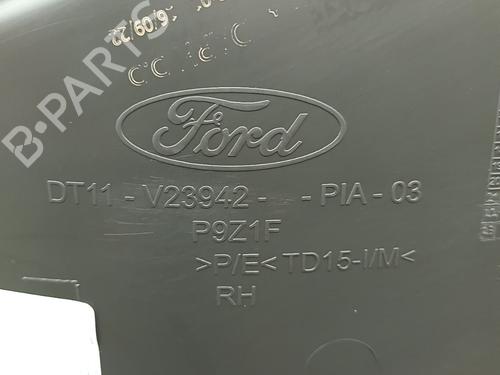 B-PARTS
Ford
DT11 - V23942 - - PIA - 03
P9Z1F
>P/E< TD15-I/M<
RH